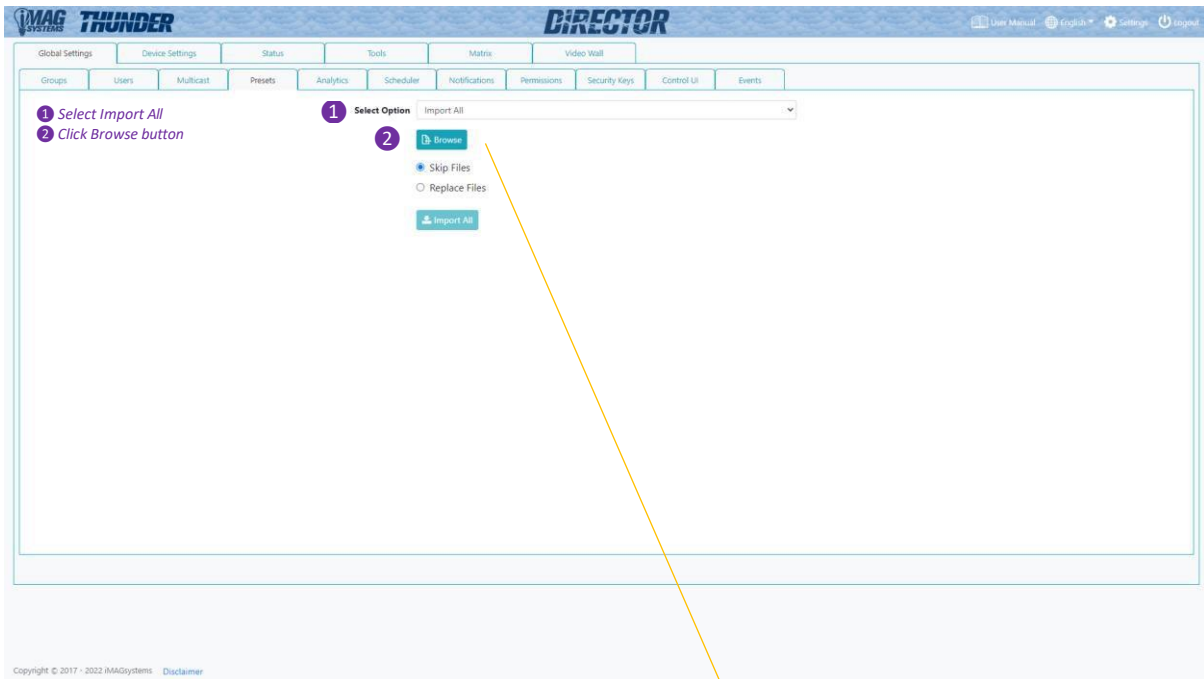 iMAG SYSTEMS THUNDER DiRECTOR User Manual English Settings Logout
Global Settings Device Settings Status Tools Matrix Video Wall
Groups Users Multicast Presets Analytics Scheduler Notifications Permissions Security Keys Control UI Events
1 Select Import All
2 Click Browse button
1 Select Option Import All
2 Browse
Skip Files
Replace Files
Import All
Copyright © 2017 - 2022 iMAGsystems Disclaimer